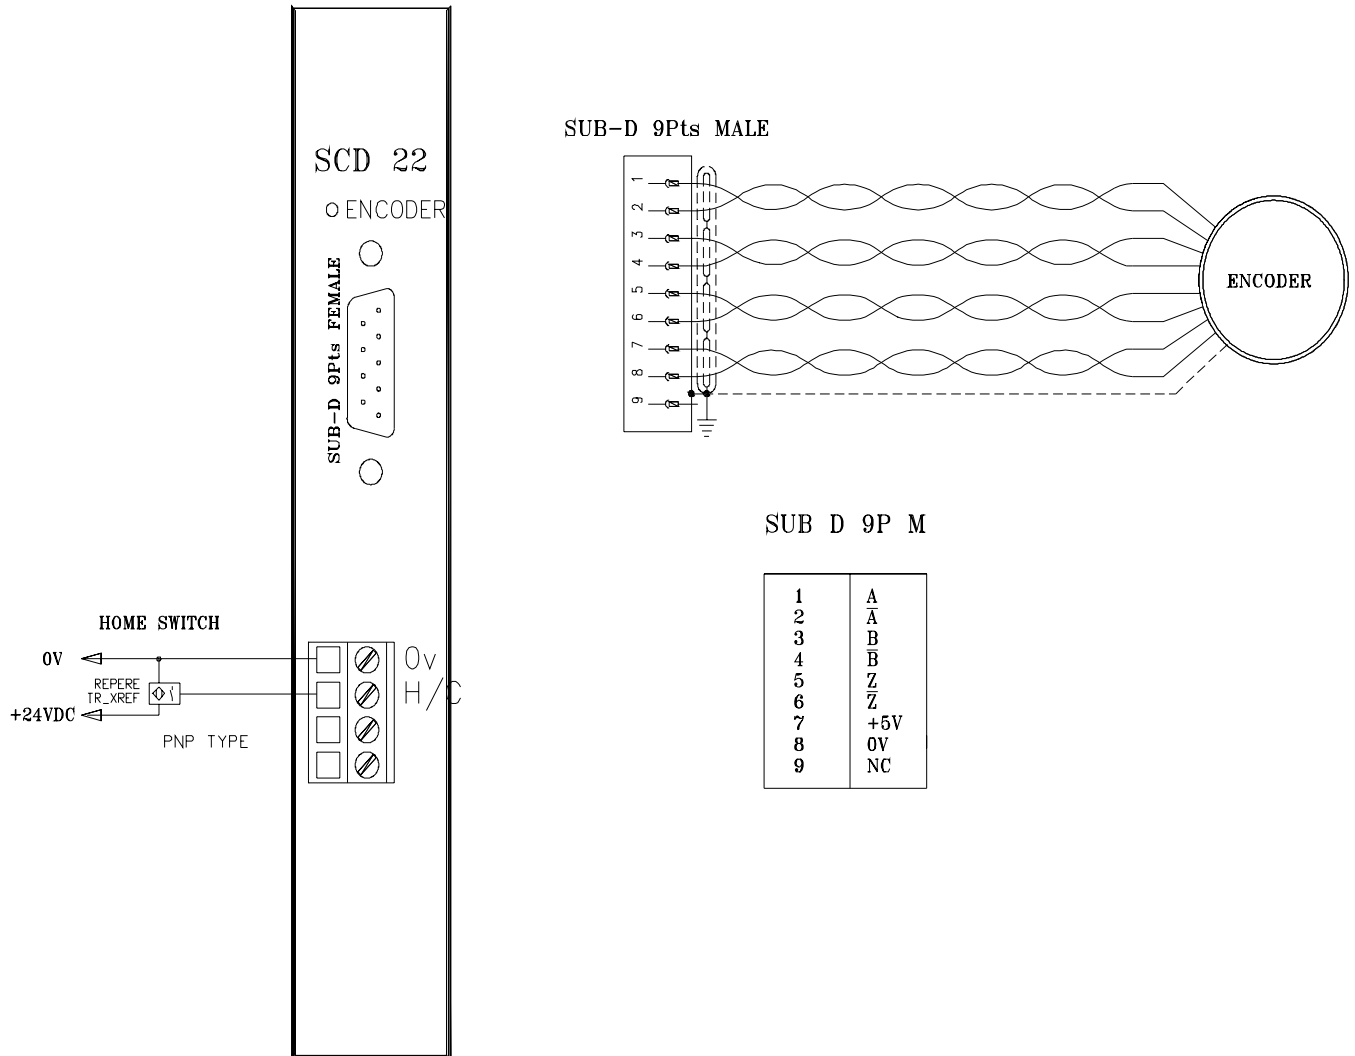 SCD 22
ENCODER
SUB-D 9Pts FEMALE
HOME SWITCH
0V
REPERE
TR_XREF
+24VDC
PNP TYPE
0v
H/C
SUB-D 9Pts MALE
1
2
3
4
5
6
7
8
9
ENCODER
SUB D 9P M
1 A
2 A̅
3 B
4 B̅
5 Z
6 Z̅
7 +5V
8 0V
9 NC